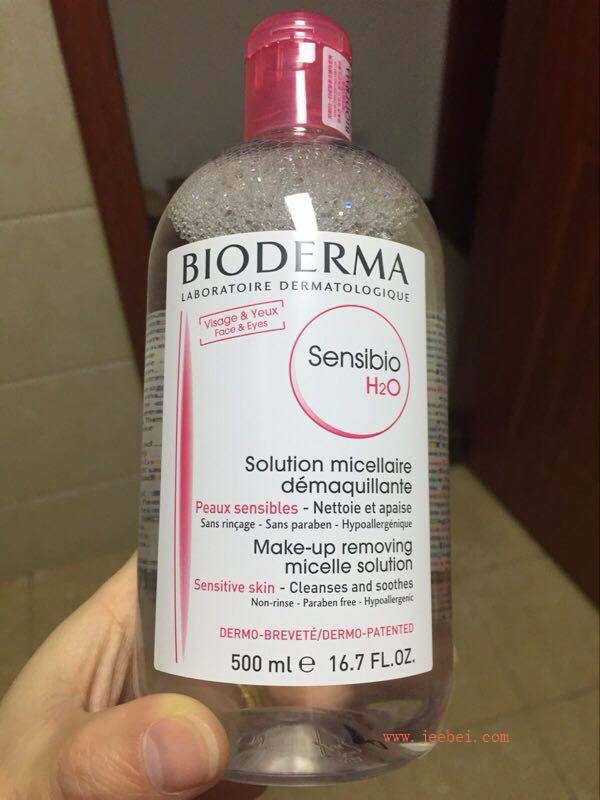 BIODERMA
LABORATOIRE DERMATOLOGIQUE
Visage & Yeux
Face & Eyes
Sensibio
H2O
Solution micellaire
démaquillante
Peaux sensibles - Nettoie et apaise
Sans rinçage - Sans paraben - Hypoallergénique
Make-up removing
micelle solution
Sensitive skin - Cleanses and soothes
Non-rinse - Paraben free - Hypoallergenic
DERMO-BREVETÉ/DERMO-PATENTED
500 ml ℮ 16.7 FL.OZ.
www.jeebei.com